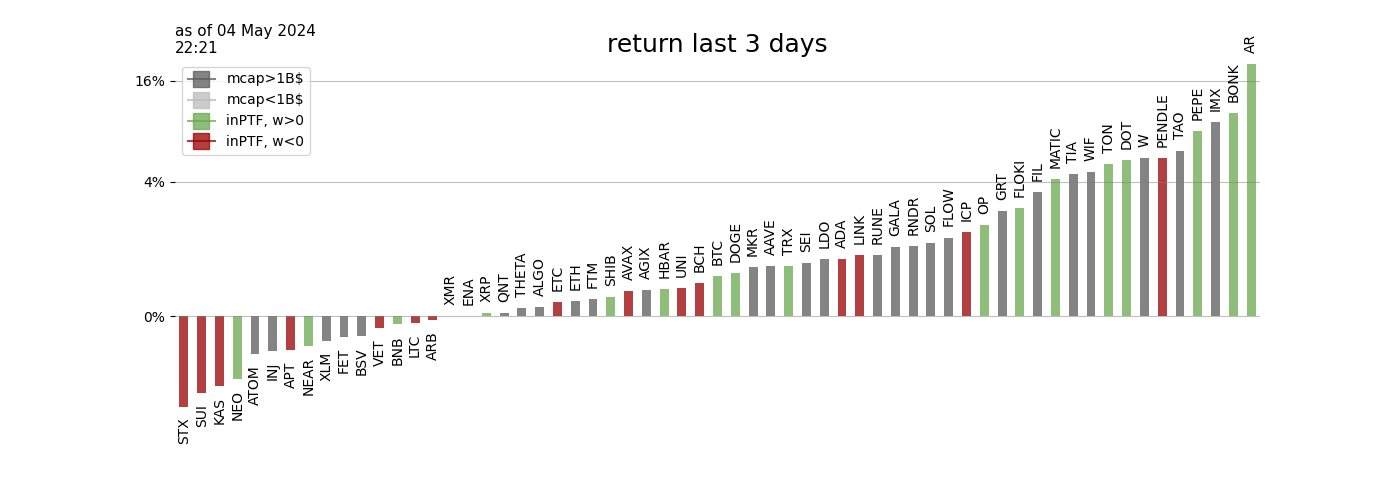 as of 04 May 2024
22:21
return last 3 days
mcap>1B$
mcap<1B$
inPTF, w>0
inPTF, w<0
16%
4%
0%
STX
SUI
KAS
NEO
ATOM
INJ
APT
NEAR
XLM
FET
BSV
VET
BNB
LTC
ARB
XMR
ENA
XRP
QNT
THETA
ALGO
ETC
ETH
FTM
SHIB
AVAX
AGIX
HBAR
UNI
BCH
BTC
DOGE
MKR
AAVE
TRX
SEI
LDO
ADA
LINK
RUNE
GALA
RNDR
SOL
FLOW
ICP
OP
GRT
FLOKI
FIL
MATIC
TIA
WIF
TON
DOT
W
PENDLE
TAO
PEPE
IMX
BONK
AR